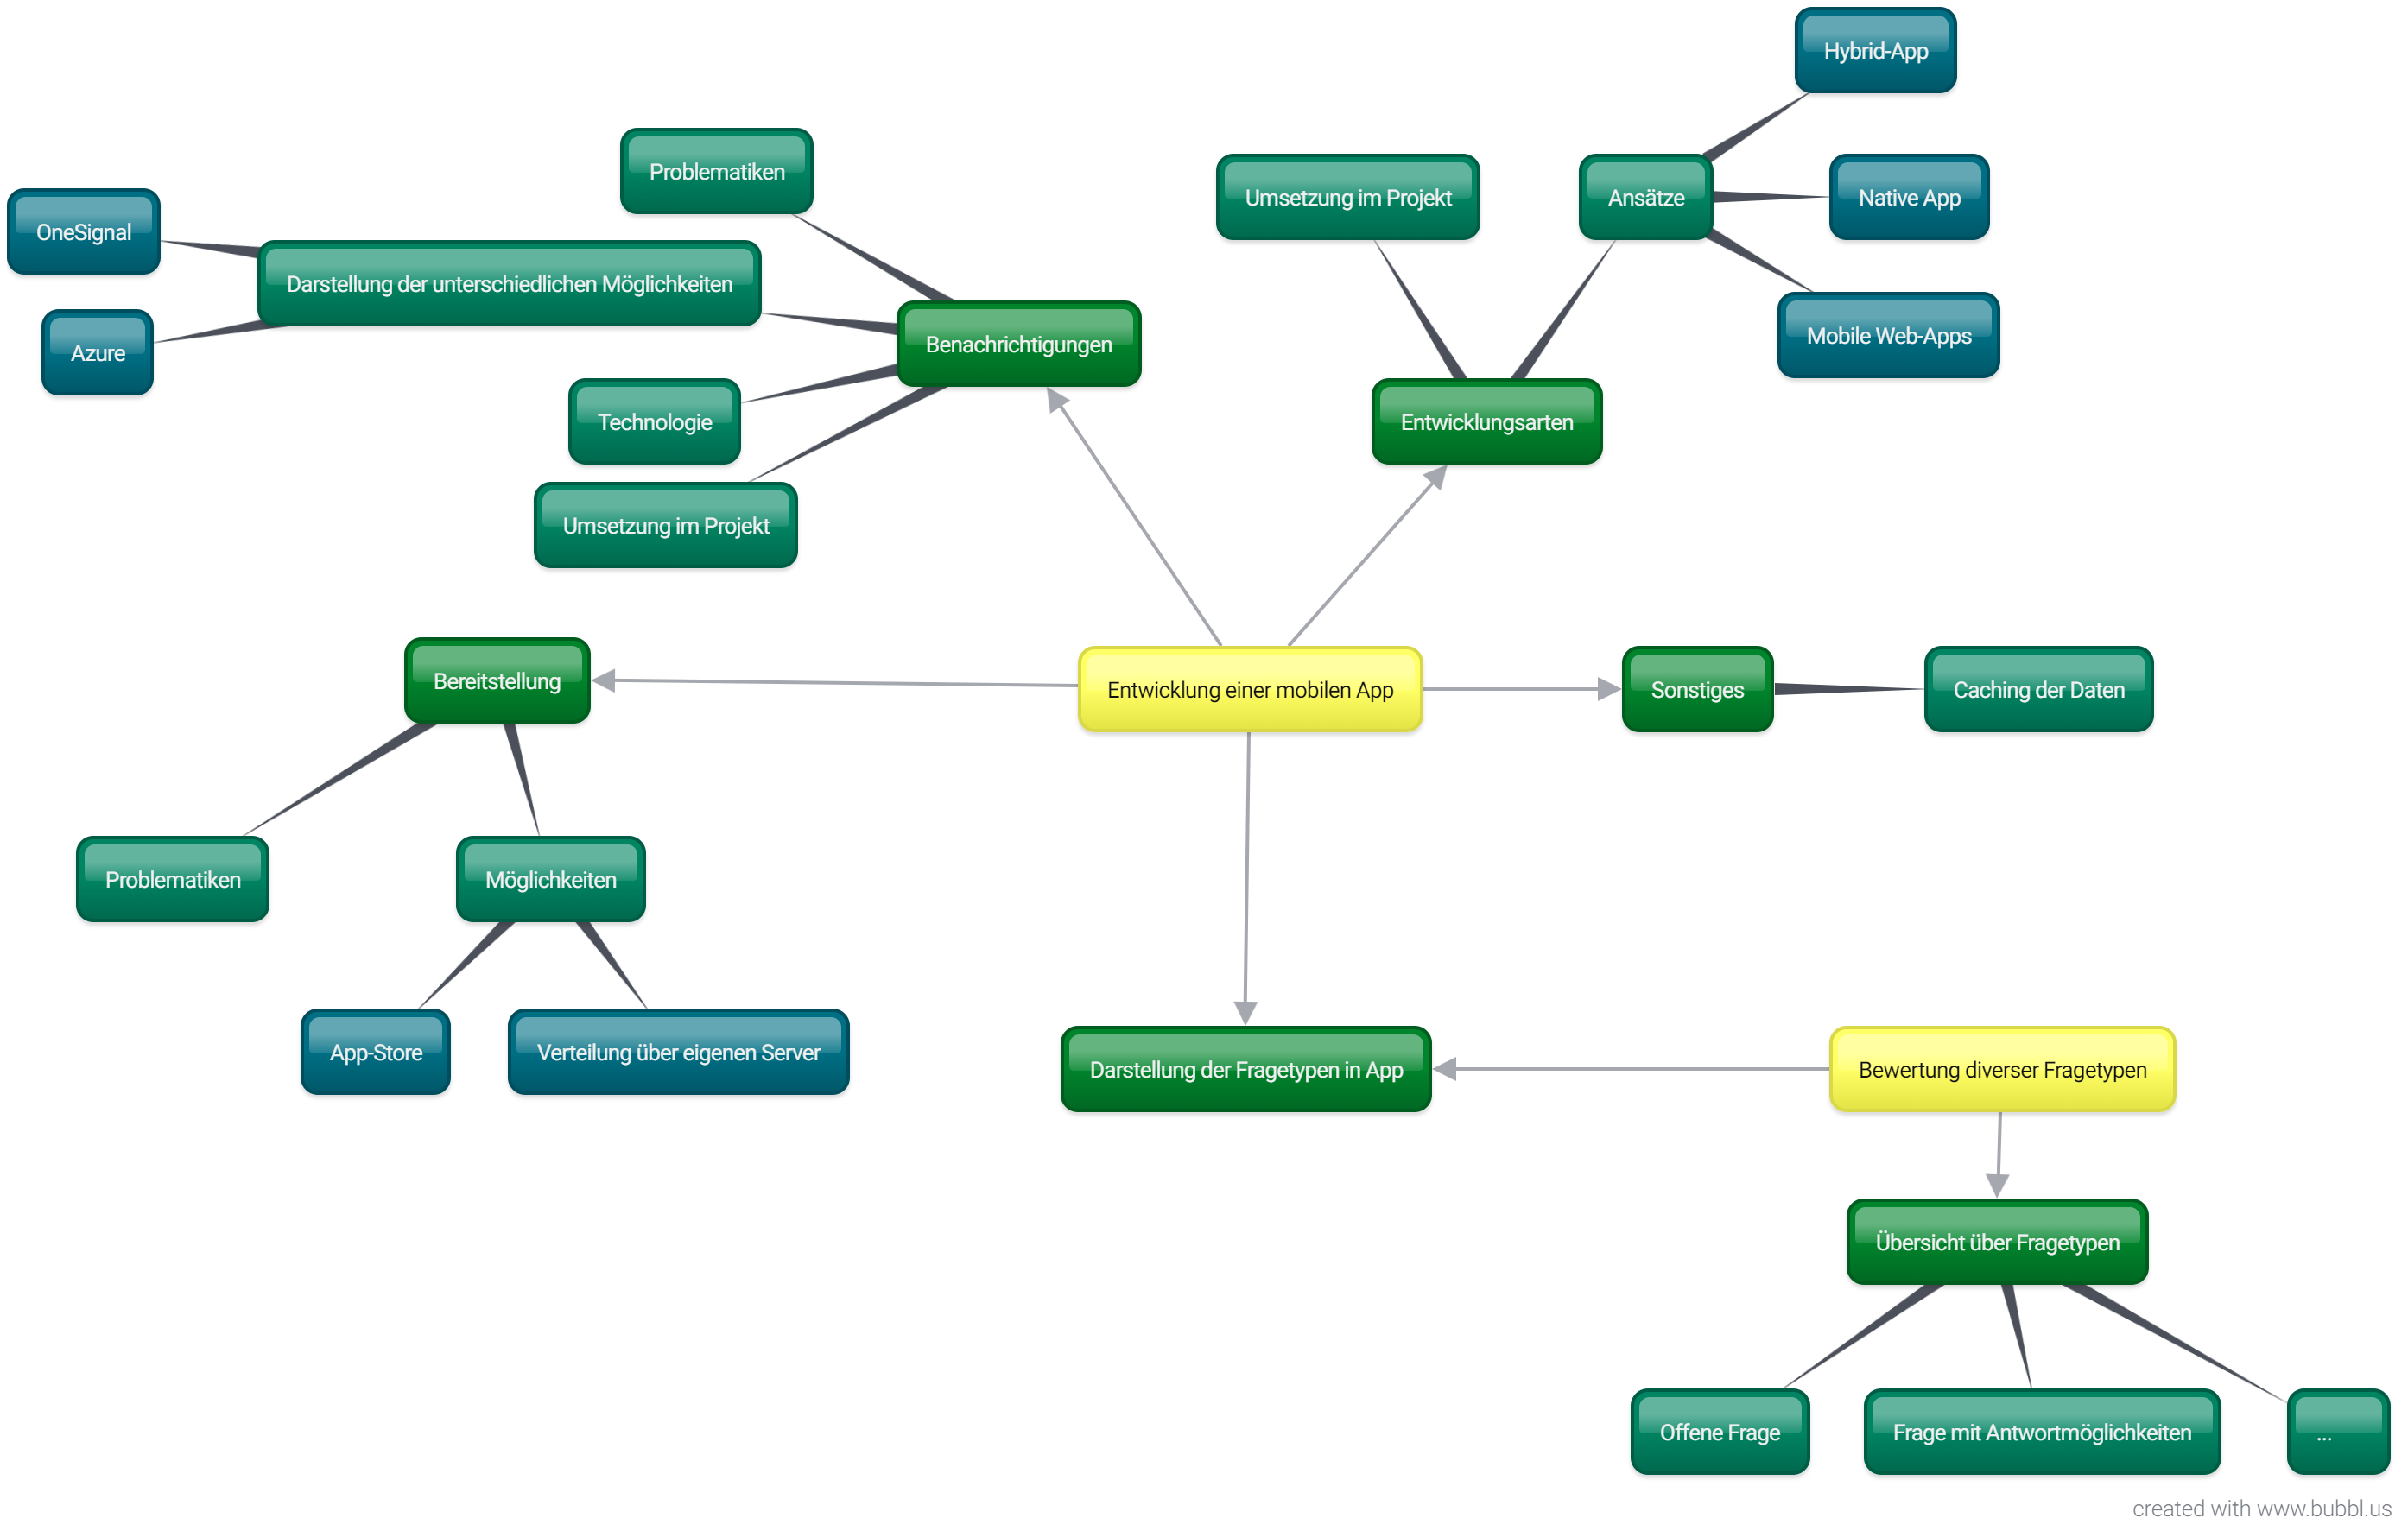 Hybrid-App
Problematiken
Umsetzung im Projekt
Ansätze
Native App
OneSignal
Darstellung der unterschiedlichen Möglichkeiten
Mobile Web-Apps
Azure
Benachrichtigungen
Technologie
Entwicklungsarten
Umsetzung im Projekt
Bereitstellung
Entwicklung einer mobilen App
Sonstiges
Caching der Daten
Problematiken
Möglichkeiten
App-Store
Verteilung über eigenen Server
Darstellung der Fragetypen in App
Bewertung diverser Fragetypen
Übersicht über Fragetypen
Offene Frage
Frage mit Antwortmöglichkeiten
...
created with www.bubbl.us